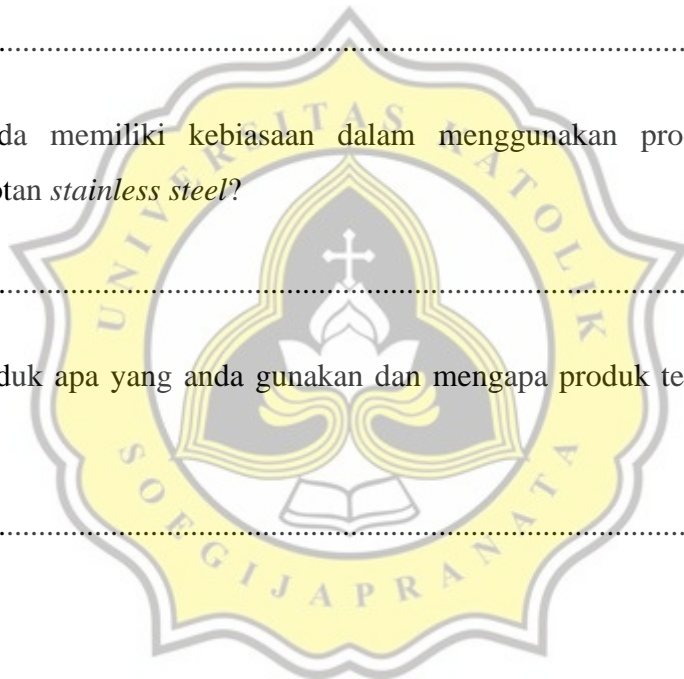 ....................................................................................................
da memiliki kebiasaan dalam menggunakan pro
otan stainless steel?
....................................................................................................
duk apa yang anda gunakan dan mengapa produk te
....................................................................................................
UNIVERSITAS KATOLIK
SOEGIJAPRANATA